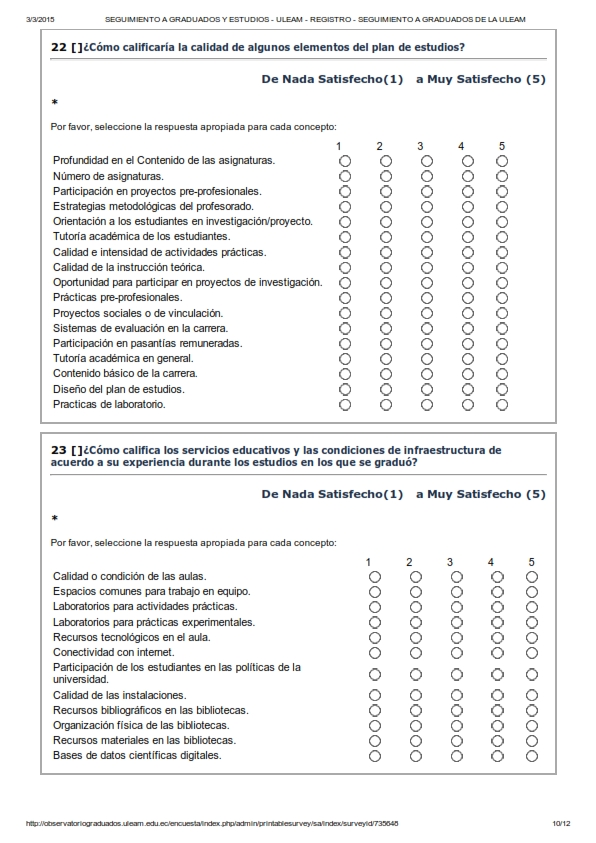 3/3/2015 SEGUIMIENTO A GRADUADOS Y ESTUDIOS - ULEAM - REGISTRO - SEGUIMIENTO A GRADUADOS DE LA ULEAM
22 []¿Cómo calificaría la calidad de algunos elementos del plan de estudios?
De Nada Satisfecho(1) a Muy Satisfecho (5)
*
Por favor, seleccione la respuesta apropiada para cada concepto:
1 2 3 4 5
Profundidad en el Contenido de las asignaturas.
Número de asignaturas.
Participación en proyectos pre-profesionales.
Estrategias metodológicas del profesorado.
Orientación a los estudiantes en investigación/proyecto.
Tutoría académica de los estudiantes.
Calidad e intensidad de actividades prácticas.
Calidad de la instrucción teórica.
Oportunidad para participar en proyectos de investigación.
Prácticas pre-profesionales.
Proyectos sociales o de vinculación.
Sistemas de evaluación en la carrera.
Participación en pasantías remuneradas.
Tutoría académica en general.
Contenido básico de la carrera.
Diseño del plan de estudios.
Practicas de laboratorio.
23 []¿Cómo califica los servicios educativos y las condiciones de infraestructura de
acuerdo a su experiencia durante los estudios en los que se graduó?
De Nada Satisfecho(1) a Muy Satisfecho (5)
*
Por favor, seleccione la respuesta apropiada para cada concepto:
1 2 3 4 5
Calidad o condición de las aulas.
Espacios comunes para trabajo en equipo.
Laboratorios para actividades prácticas.
Laboratorios para prácticas experimentales.
Recursos tecnológicos en el aula.
Conectividad con internet.
Participación de los estudiantes en las políticas de la
universidad.
Calidad de las instalaciones.
Recursos bibliográficos en las bibliotecas.
Organización física de las bibliotecas.
Recursos materiales en las bibliotecas.
Bases de datos científicas digitales.
http://observatoriograduados.uleam.edu.ec/encuesta/index.php/admin/printablesurvey/sa/index/surveyid/735648 10/12